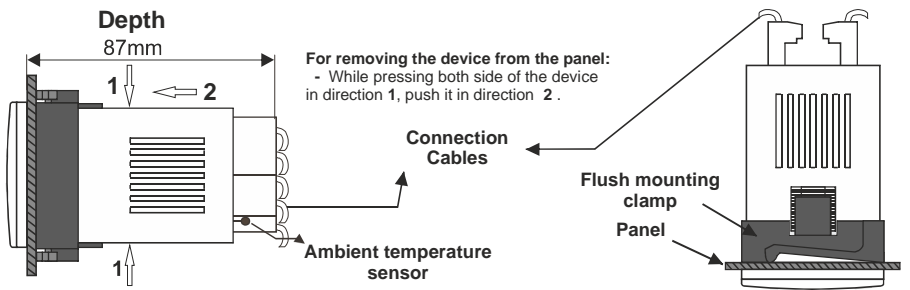 Depth
87mm
1
2
1
For removing the device from the panel:
- While pressing both side of the device
in direction 1, push it in direction 2 .
Connection
Cables
Ambient temperature
sensor
Flush mounting
clamp
Panel